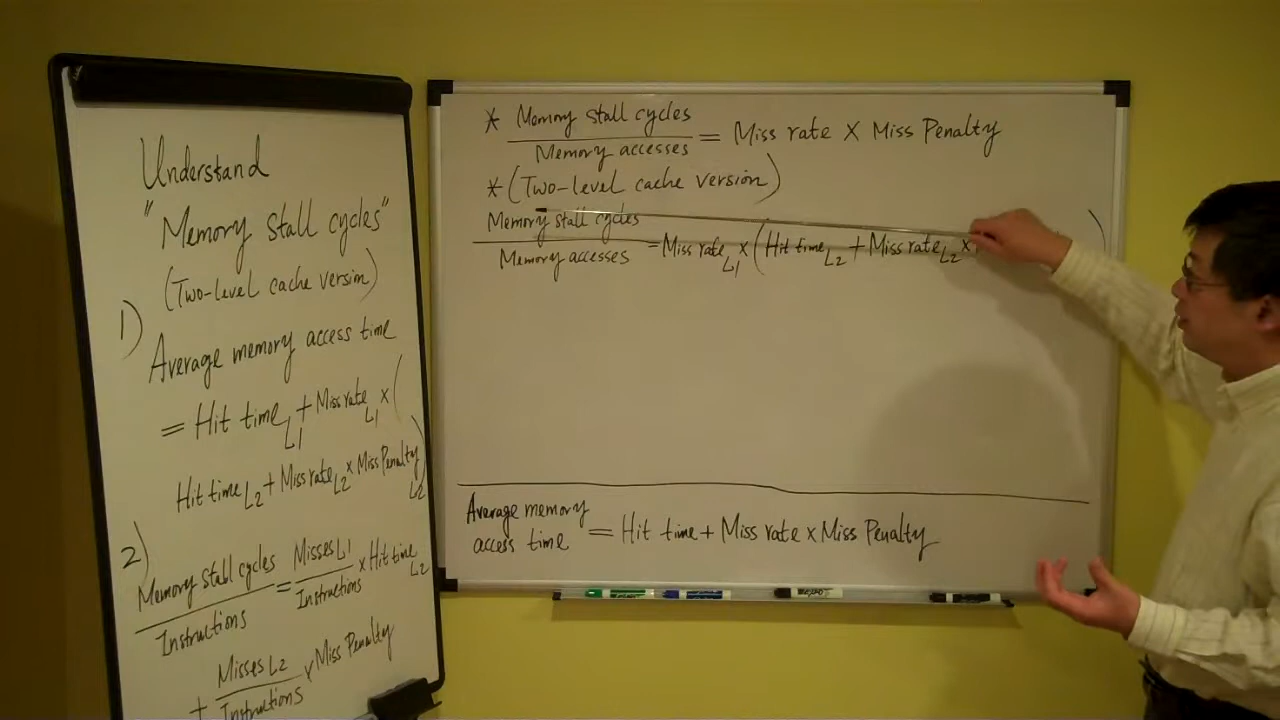 Understand
"Memory stall cycles"
(Two-level cache version)
1)
Average memory access time
= Hit time L1 + Miss rate L1 × (
Hit time L2 + Miss rate L2 × Miss Penalty L2 )
2)
Memory stall cycles
Instructions
= Misses L1
Instructions
× Hit time L2
+ Misses L2
Instructions
× Miss Penalty
* Memory stall cycles
Memory accesses
= Miss rate × Miss Penalty
* (Two-level cache version)
Memory stall cycles
Memory accesses
= Miss rate L1 × ( Hit time L2 + Miss rate L2 × )
Average memory
access time
= Hit time + Miss rate × Miss Penalty